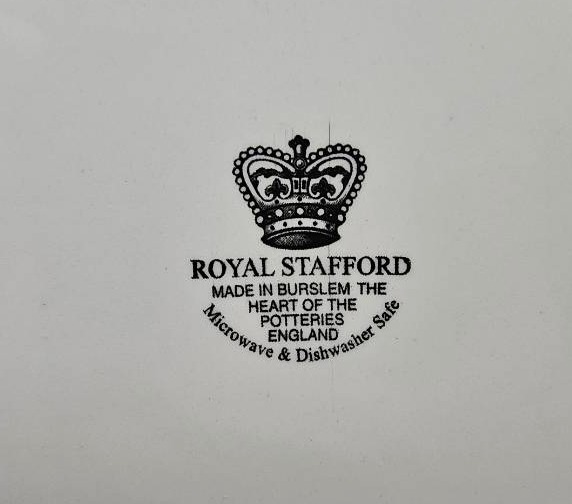 ROYAL STAFFORD
MADE IN BURSLEM THE
HEART OF THE
POTTERIES
ENGLAND
Microwave & Dishwasher Safe